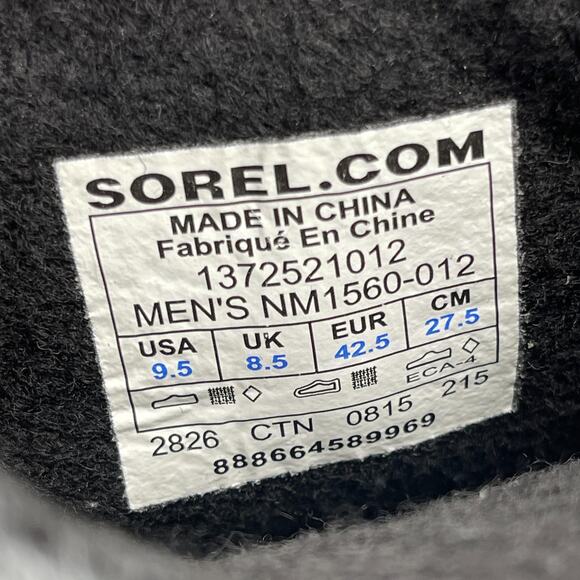 SOREL.COM
MADE IN CHINA
Fabriqué En Chine
1372521012
MEN'S NM1560-012
USA UK EUR CM
9.5 8.5 42.5 27.5
ECA-4
2826 CTN 0815 215
888664589969